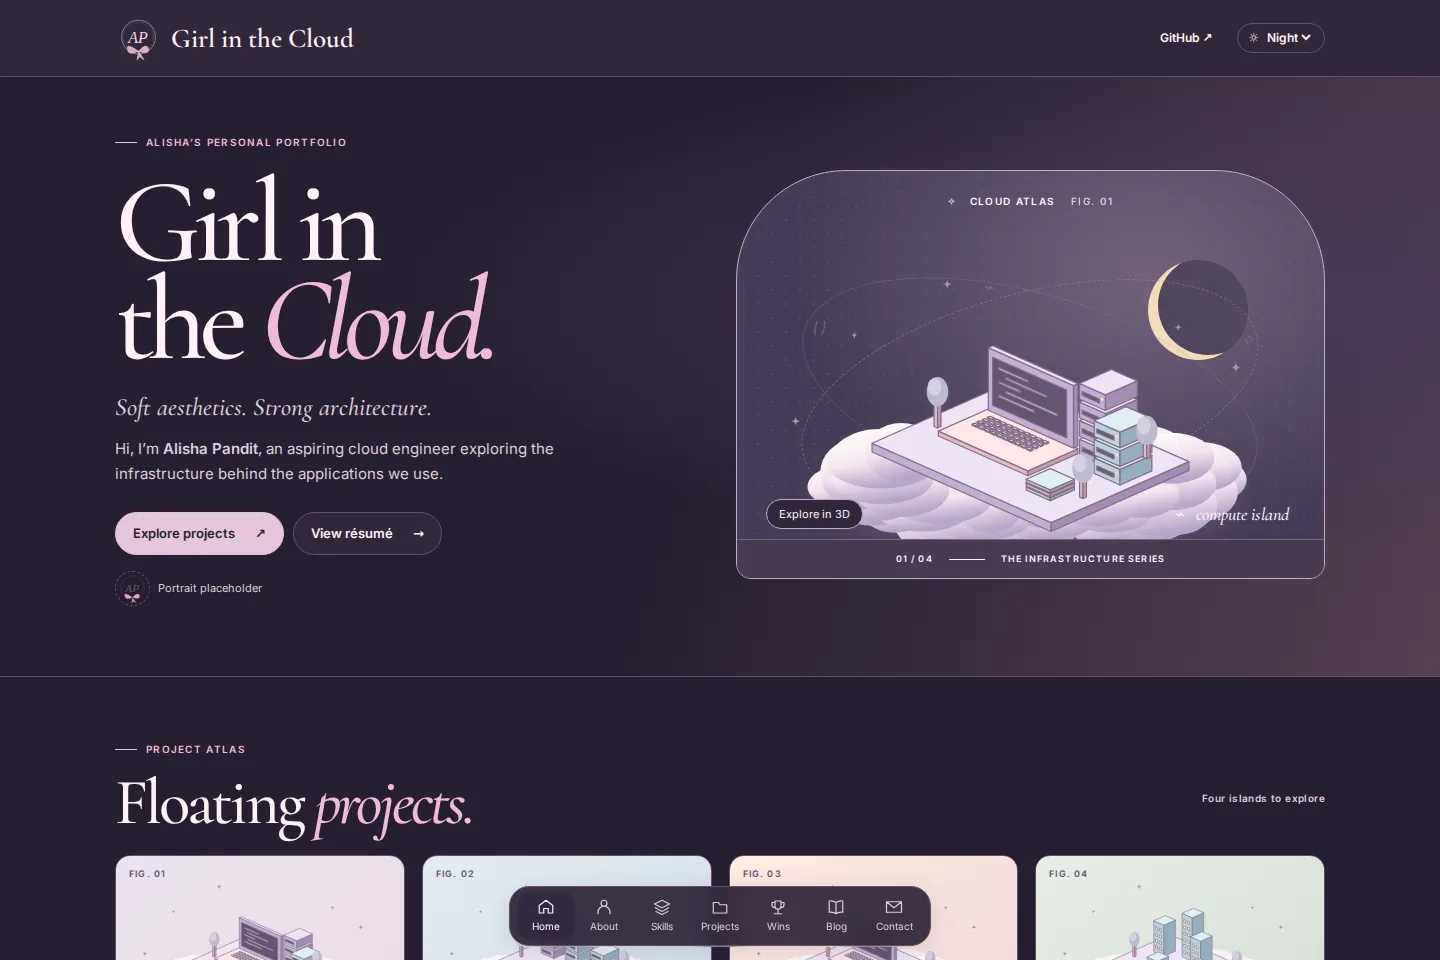 AP
Girl in the Cloud
GitHub ↗
Night
ALISHA’S PERSONAL PORTFOLIO
Girl in
the Cloud.
Soft aesthetics. Strong architecture.
Hi, I’m Alisha Pandit, an aspiring cloud engineer exploring the
infrastructure behind the applications we use.
Explore projects ↗
View résumé →
AP
Portrait placeholder
CLOUD ATLAS FIG. 01
{ }
Explore in 3D
compute island
01 / 04 THE INFRASTRUCTURE SERIES
PROJECT ATLAS
Floating projects.
Four islands to explore
FIG. 01
FIG. 02
FIG. 03
FIG. 04
Home
About
Skills
Projects
Wins
Blog
Contact